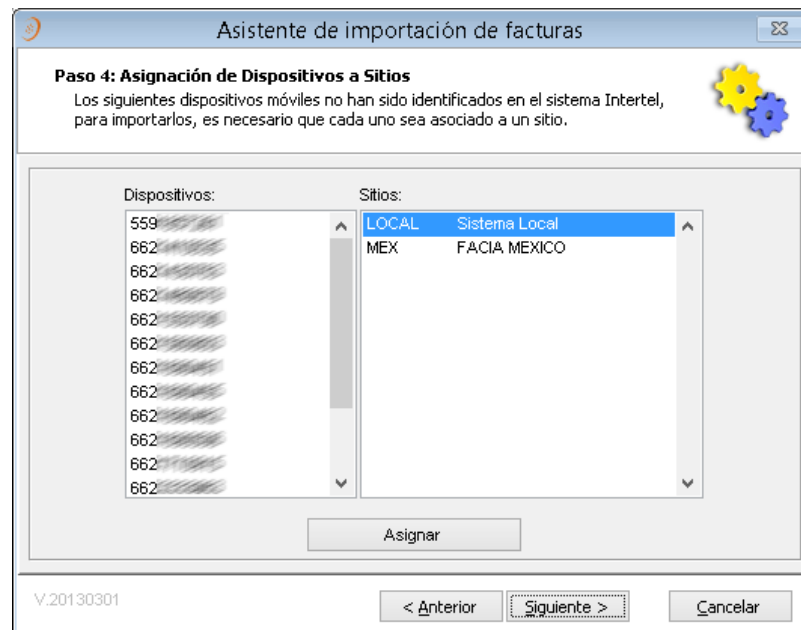 Asistente de importación de facturas
Paso 4: Asignación de Dispositivos a Sitios
Los siguientes dispositivos móviles no han sido identificados en el sistema Intertel,
para importarlos, es necesario que cada uno sea asociado a un sitio.
Dispositivos: Sitios:
559 LOCAL Sistema Local
662 MEX FACIA MEXICO
662
662
662
662
662
662
662
662
662
662
Asignar
V.20130301 < Anterior Siguiente > Cancelar